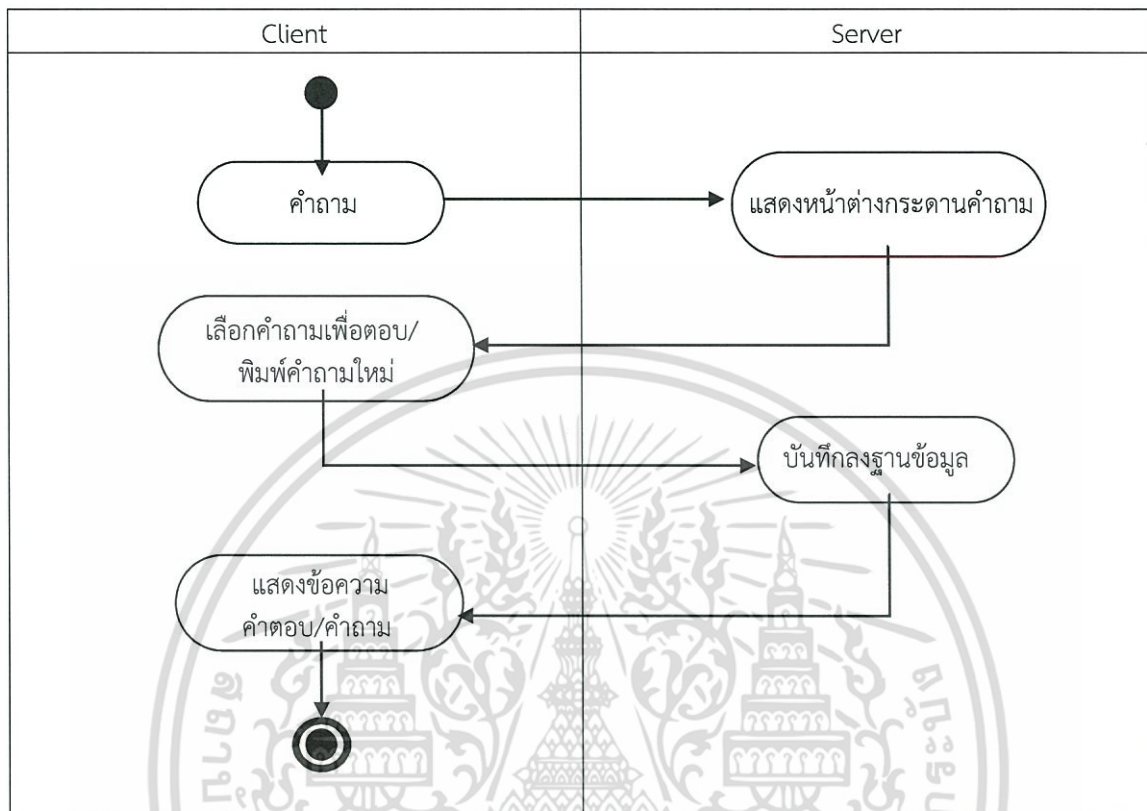 Client
Server
คำถาม
แสดงหน้าต่างกระดานคำถาม
เลือกคำถามเพื่อตอบ/
พิมพ์คำถามใหม่
บันทึกลงฐานข้อมูล
แสดงข้อความ
คำตอบ/คำถาม